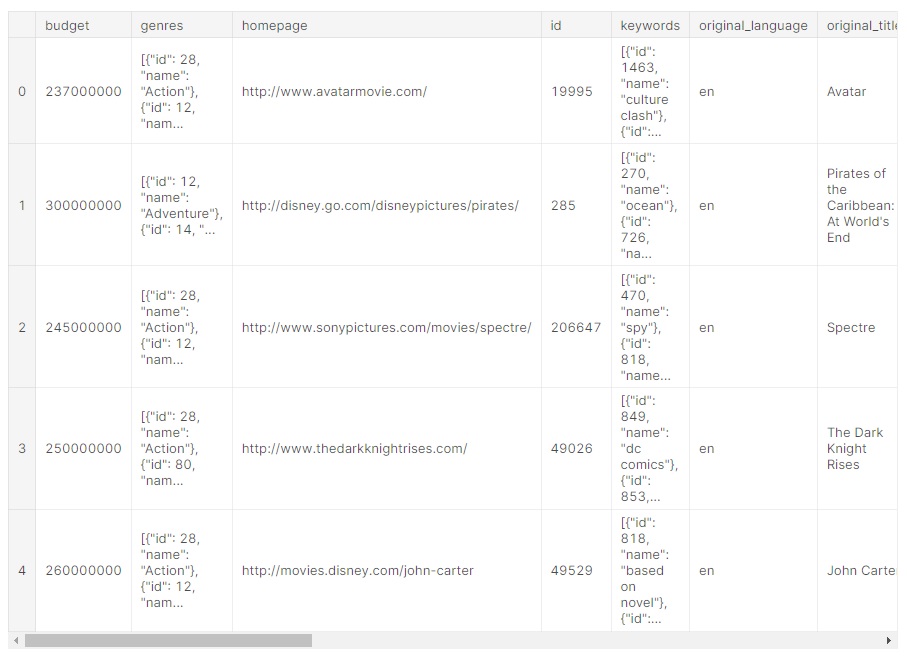 budget genres homepage id keywords original_language original_title
0 237000000 [{"id": 28, "name": "Action"}, {"id": 12, "nam... http://www.avatarmovie.com/ 19995 [{"id": 1463, "name": "culture clash"}, {"id":... en Avatar
1 300000000 [{"id": 12, "name": "Adventure"}, {"id": 14, "... http://disney.go.com/disneypictures/pirates/ 285 [{"id": 270, "name": "ocean"}, {"id": 726, "na... en Pirates of the Caribbean: At World's End
2 245000000 [{"id": 28, "name": "Action"}, {"id": 12, "nam... http://www.sonypictures.com/movies/spectre/ 206647 [{"id": 470, "name": "spy"}, {"id": 818, "name... en Spectre
3 250000000 [{"id": 28, "name": "Action"}, {"id": 80, "nam... http://www.thedarkknightrises.com/ 49026 [{"id": 849, "name": "dc comics"}, {"id": 853,... en The Dark Knight Rises
4 260000000 [{"id": 28, "name": "Action"}, {"id": 12, "nam... http://movies.disney.com/john-carter 49529 [{"id": 818, "name": "based on novel"}, {"id":... en John Carte